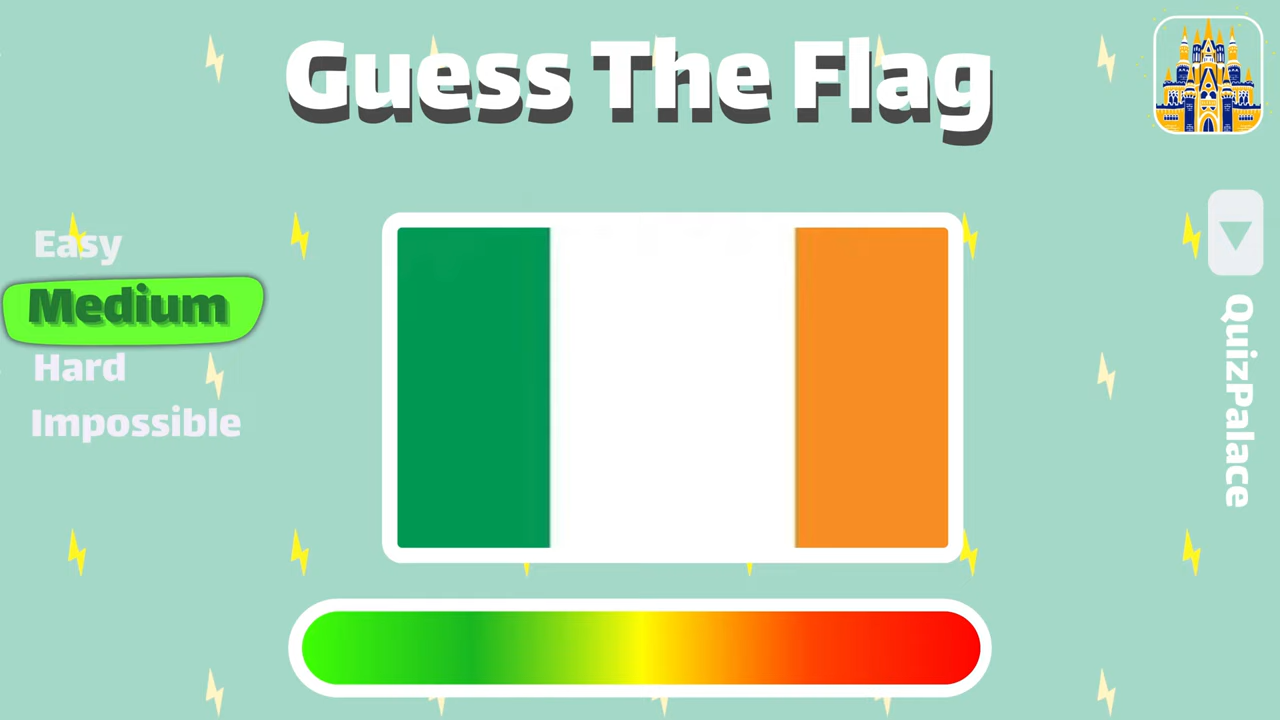 Guess The Flag
Easy
Medium
Hard
Impossible
QuizPalace